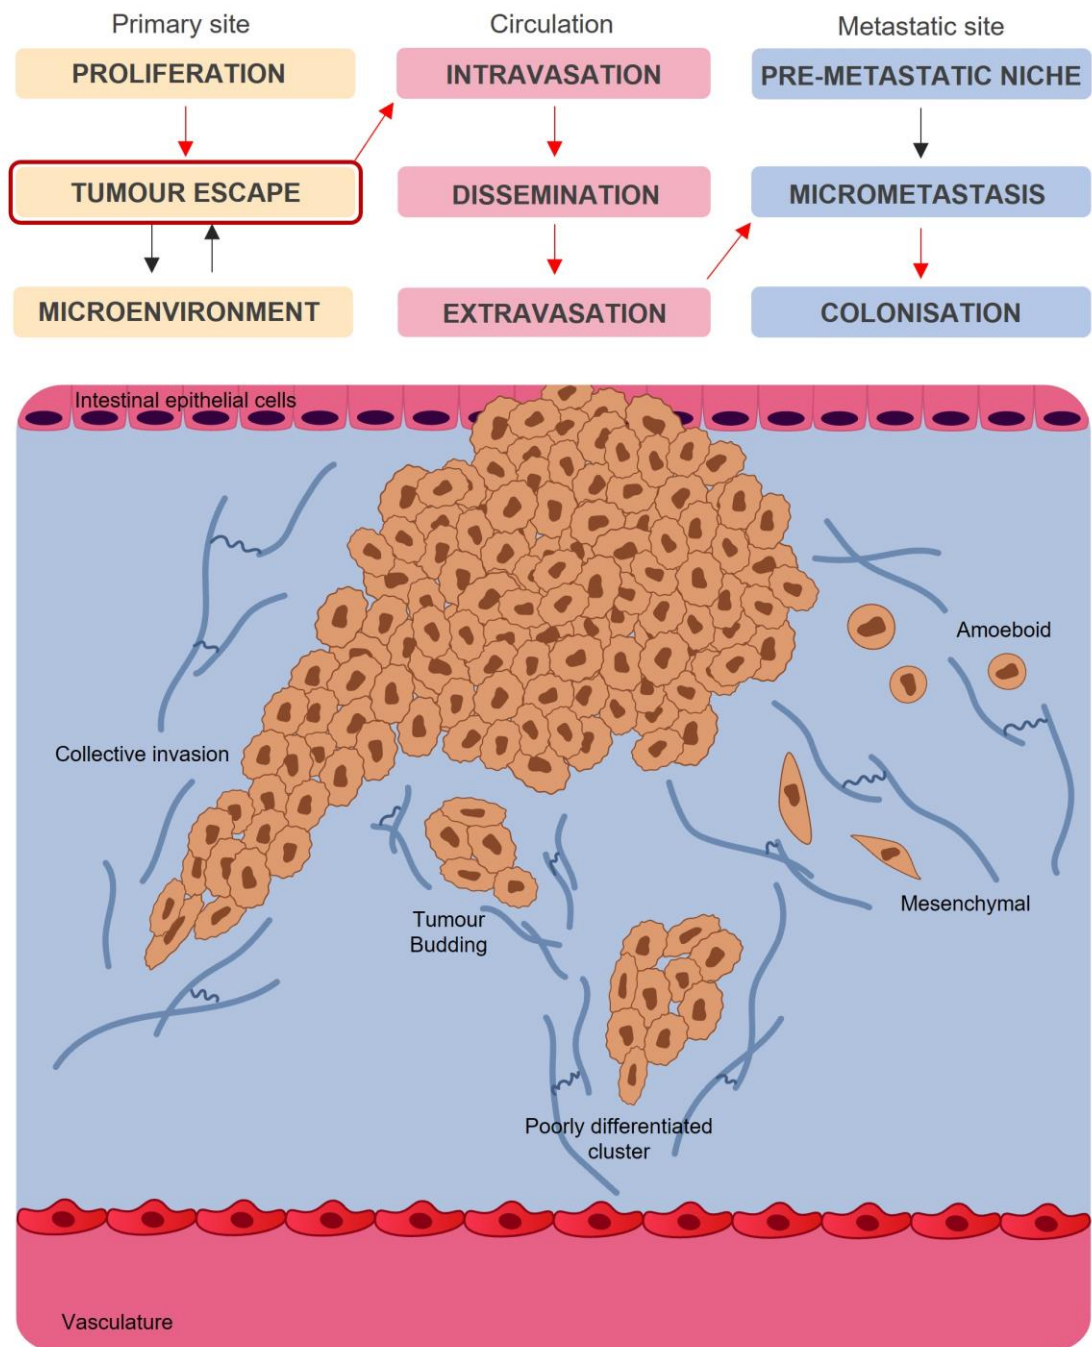 Primary site
Circulation
Metastatic site
PROLIFERATION
INTRAVASATION
PRE-METASTATIC NICHE
TUMOUR ESCAPE
DISSEMINATION
MICROMETASTASIS
MICROENVIRONMENT
EXTRAVASATION
COLONISATION
Intestinal epithelial cells
Amoeboid
Collective invasion
Mesenchymal
Tumour
Budding
Poorly differentiated
cluster
Vasculature